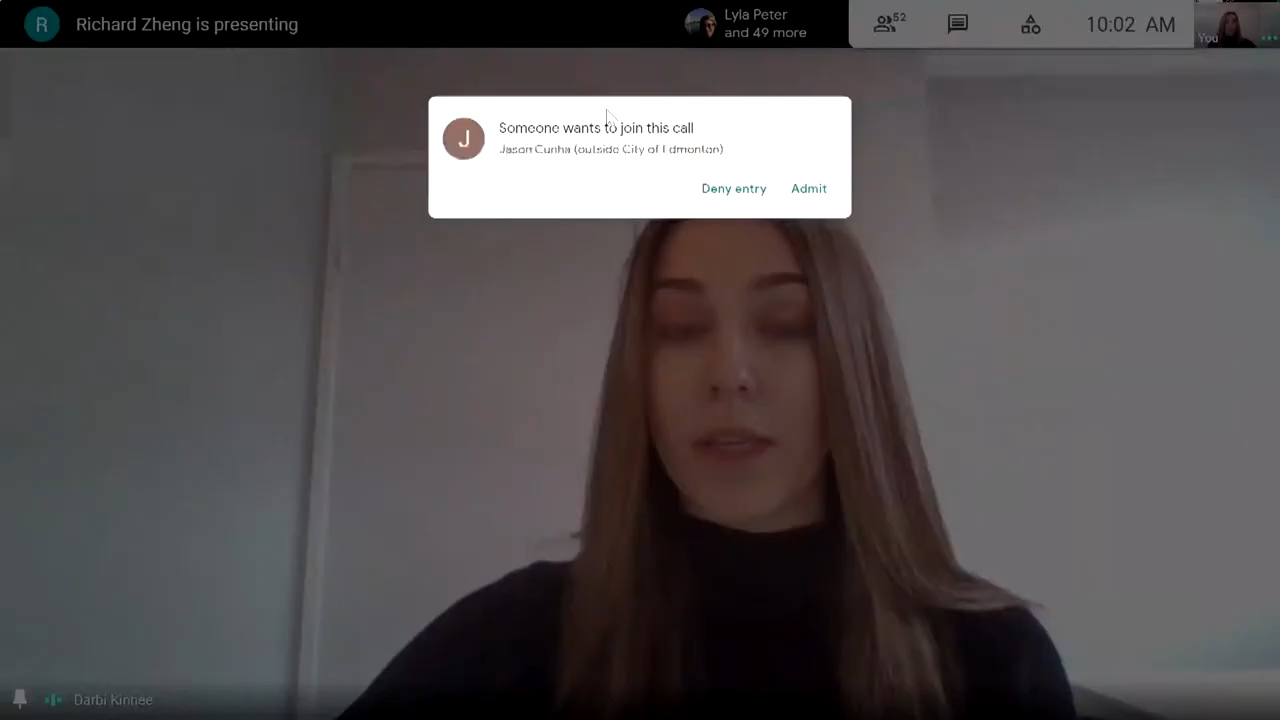 R
Richard Zheng is presenting
Lyla Peter
and 49 more
52
10:02 AM
You
J
Someone wants to join this call
Jason Cunha (outside City of Edmonton)
Deny entry
Admit
Darbi Kinnee